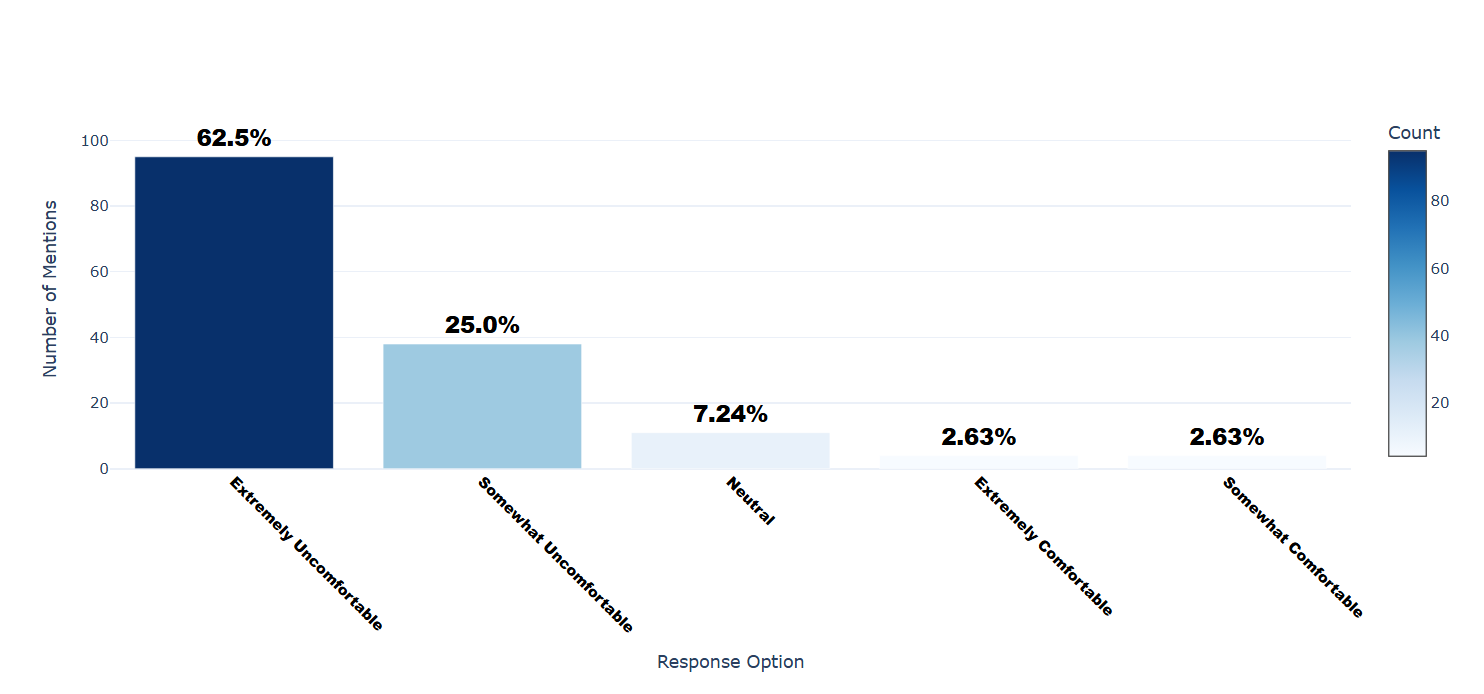 62.5%
25.0%
7.24%
2.63%
2.63%
100
80
60
40
20
0
Number of Mentions
Extremely Uncomfortable
Somewhat Uncomfortable
Neutral
Extremely Comfortable
Somewhat Comfortable
Response Option
Count
80
60
40
20